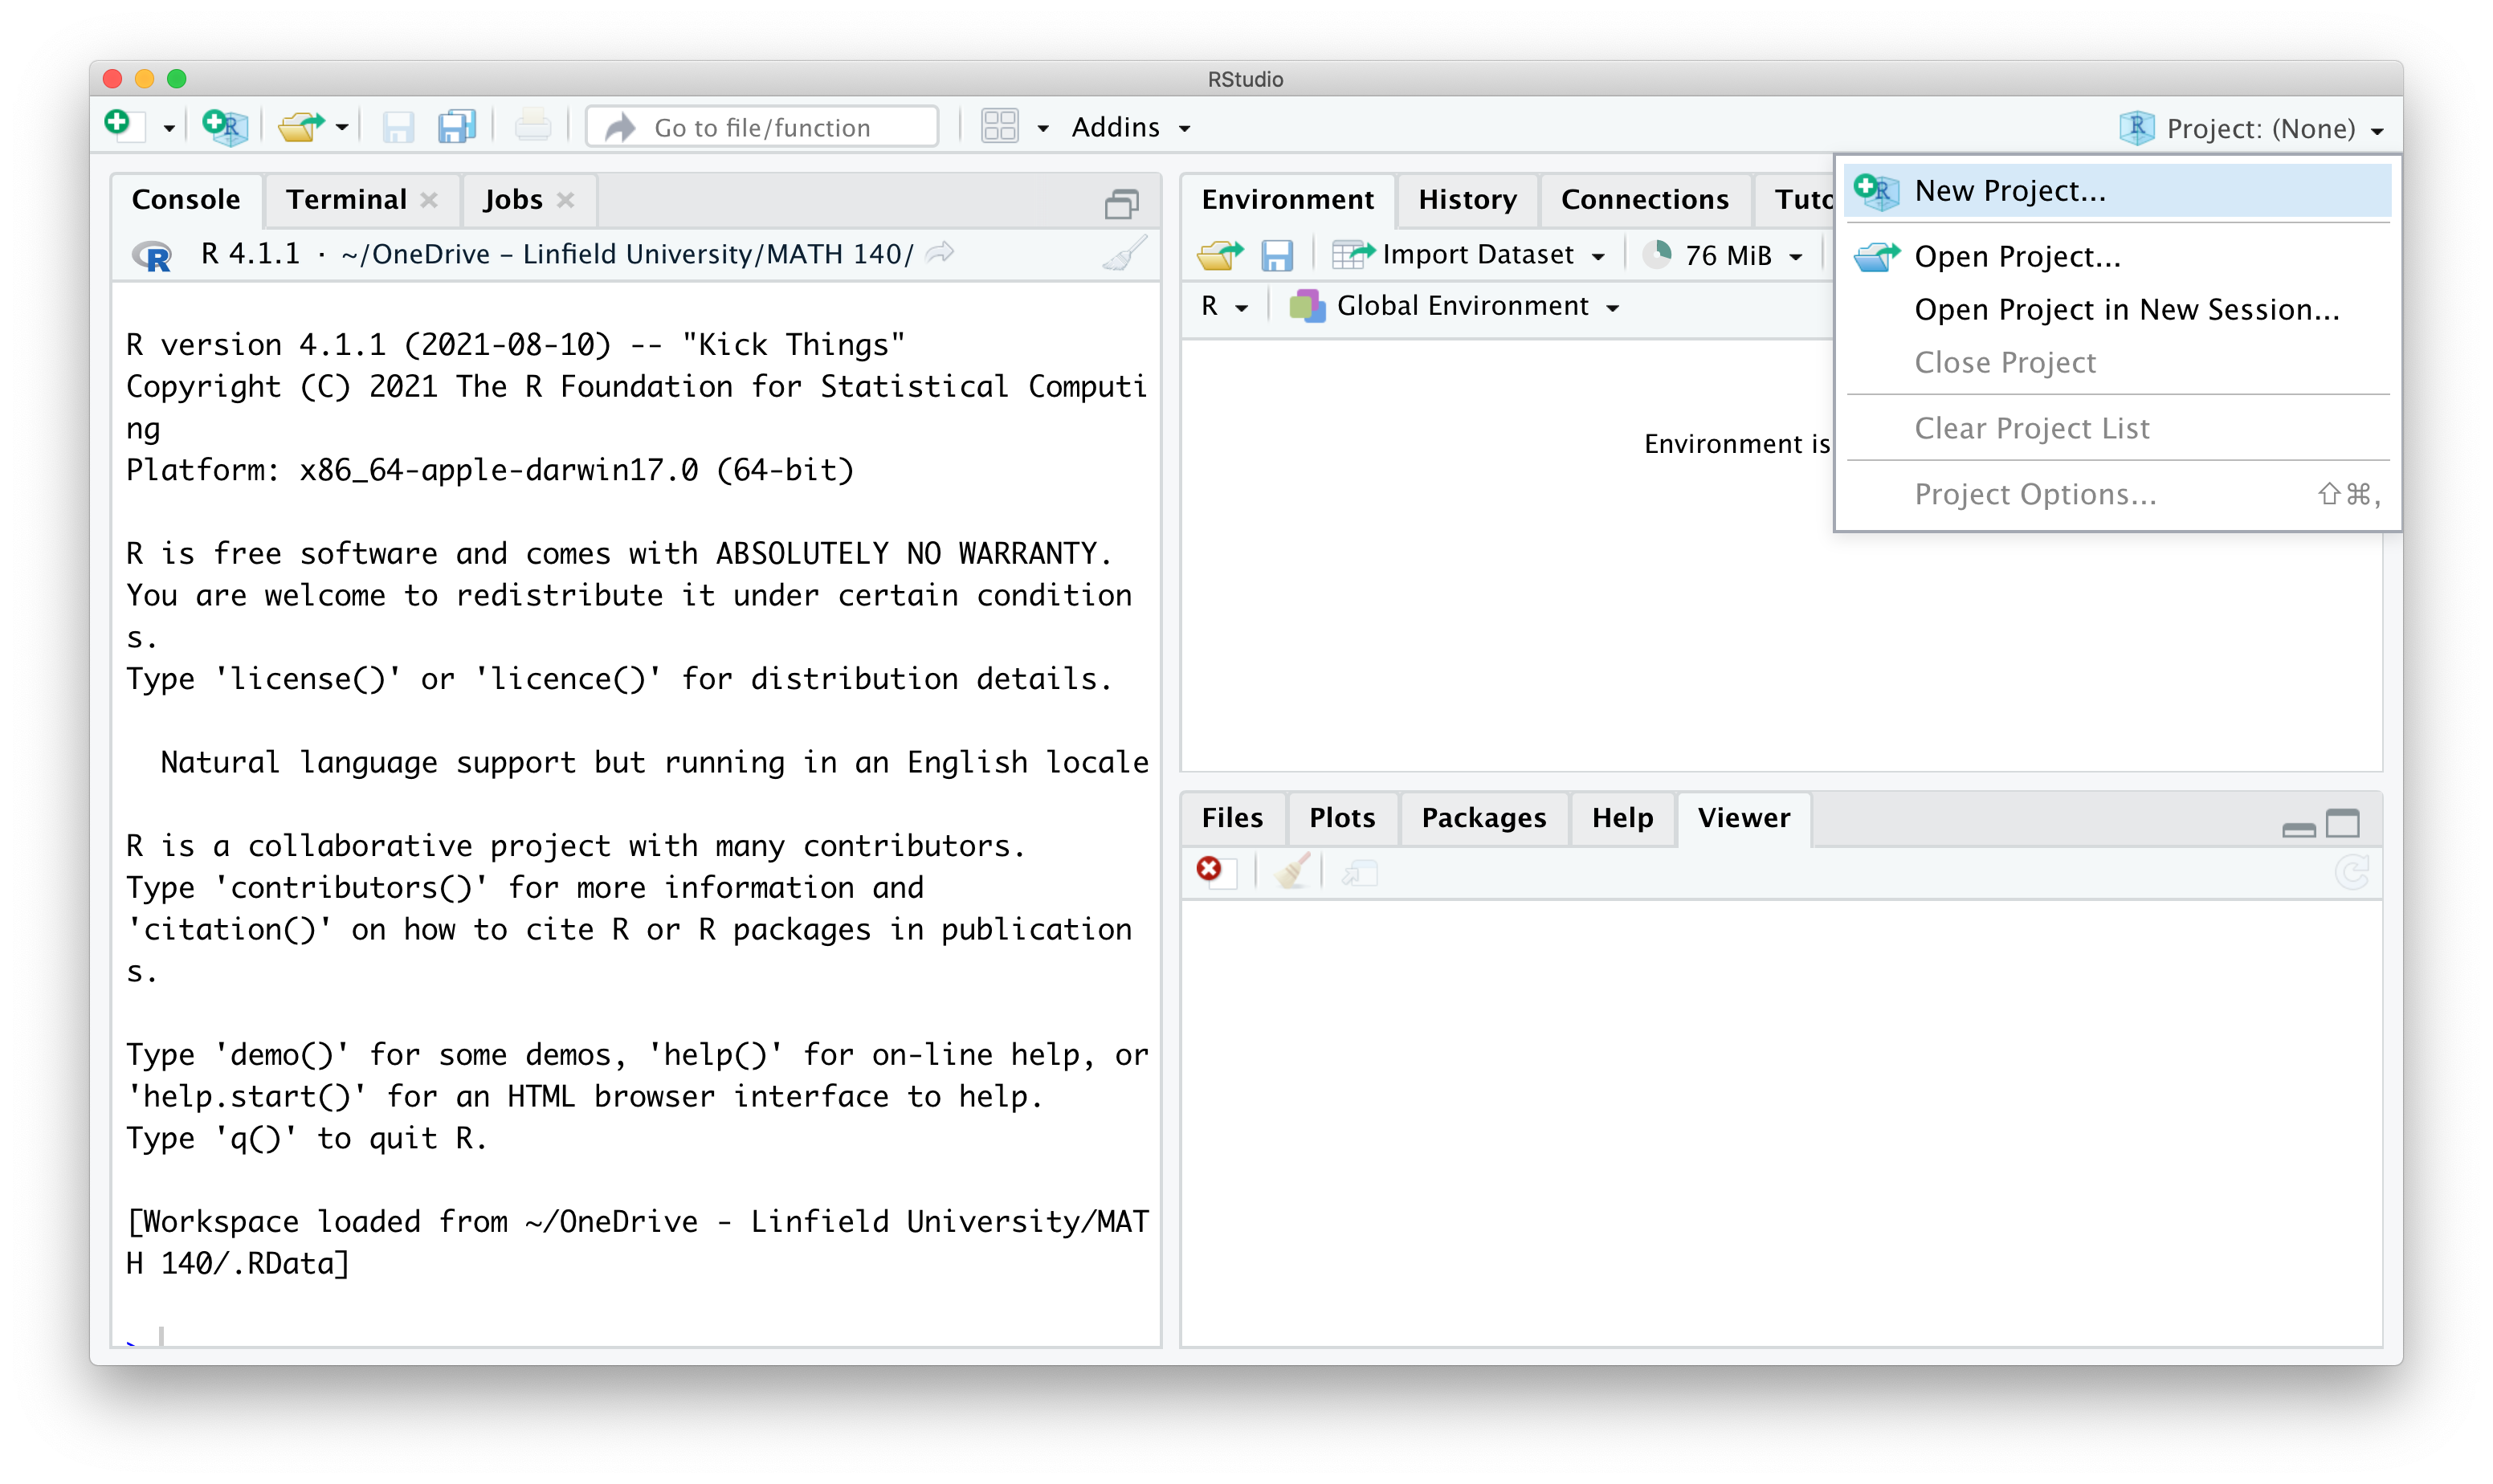 RStudio
Go to file/function
Addins
Project: (None)
Console
Terminal
Jobs
R 4.1.1 · ~/OneDrive – Linfield University/MATH 140/
R version 4.1.1 (2021-08-10) -- "Kick Things"
Copyright (C) 2021 The R Foundation for Statistical Computi
ng
Platform: x86_64-apple-darwin17.0 (64-bit)
R is free software and comes with ABSOLUTELY NO WARRANTY.
You are welcome to redistribute it under certain condition
s.
Type 'license()' or 'licence()' for distribution details.
Natural language support but running in an English locale
R is a collaborative project with many contributors.
Type 'contributors()' for more information and
'citation()' on how to cite R or R packages in publication
s.
Type 'demo()' for some demos, 'help()' for on-line help, or
'help.start()' for an HTML browser interface to help.
Type 'q()' to quit R.
[Workspace loaded from ~/OneDrive - Linfield University/MAT
H 140/.RData]
Environment
History
Connections
Tuto
Import Dataset
76 MiB
R
Global Environment
Environment is
New Project...
Open Project...
Open Project in New Session...
Close Project
Clear Project List
Project Options... ⇧⌘,
Files
Plots
Packages
Help
Viewer